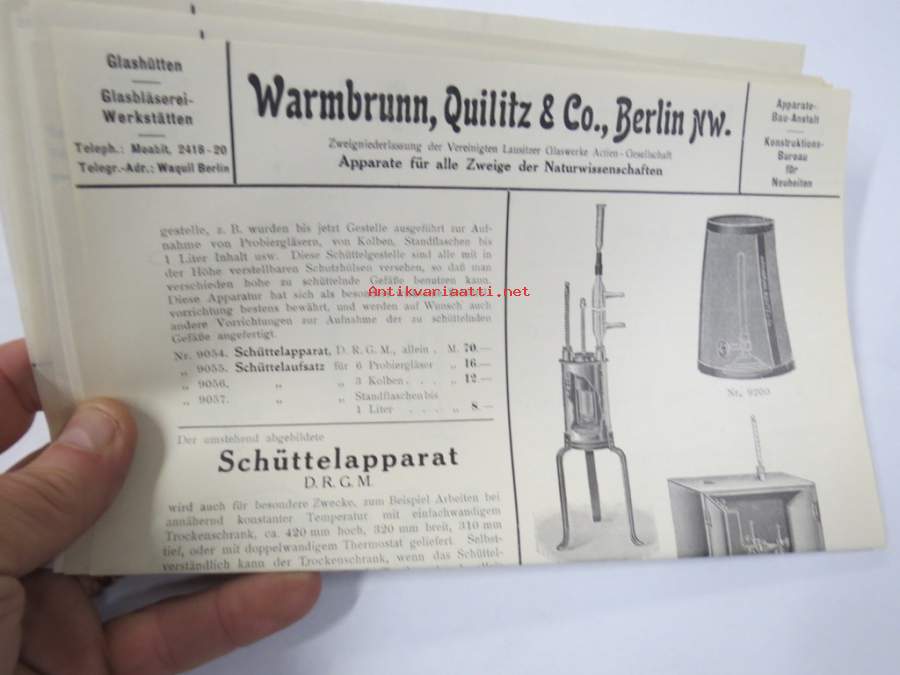 Glashütten
Glasbläserei-
Werkstätten
Teleph.: Moabit, 2418-20
Telegr.-Adr.: Waquil Berlin
Warmbrunn, Quilitz & Co., Berlin NW.
Zweigniederlassung der Vereinigten Lausitzer Glaswerke Actien-Gesellschaft
Apparate für alle Zweige der Naturwissenschaften
Apparate-
Bau-Anstalt
Konstruktions-
Bureau
für
Neuheiten
gestelle, z. B. wurden bis jetzt Gestelle ausgeführt zur Auf-
nahme von Probiergläsern, von Kolben, Standflaschen bis
1 Liter Inhalt usw. Diese Schüttelgestelle sind alle mit in
der Höhe verstellbaren Schutzhülsen versehen, so daß man
verschieden hohe zu schüttelnde Gefäße benutzen kann.
Diese Apparatur hat sich als
Antikvariaatti.net
vorrichtung bestens bewährt, und werden auf Wunsch auch
andere Vorrichtungen zur Aufnahme der zu schüttelnden
Gefäße angefertigt.
Nr. 9054. Schüttelapparat, D. R. G. M., allein . M. 70.—
„ 9055. Schüttelaufsatz für 6 Probiergläser „ 16.—
„ 9056. „ „ 3 Kolben . . . „ 12.—
„ 9057. „ „ Standflaschen bis
1 Liter . . . . „ 8.—
Der umstehend abgebildete
Schüttelapparat
D. R. G. M.
wird auch für besondere Zwecke, zum Beispiel Arbeiten bei
annähernd konstanter Temperatur mit einfachwandigem
Trockenschrank, ca. 420 mm hoch, 320 mm breit, 310 mm
tief, oder mit doppelwandigem Thermostat geliefert. Selbst-
verständlich kann der Trockenschrank, wenn das Schüttel-
Nr. 9200